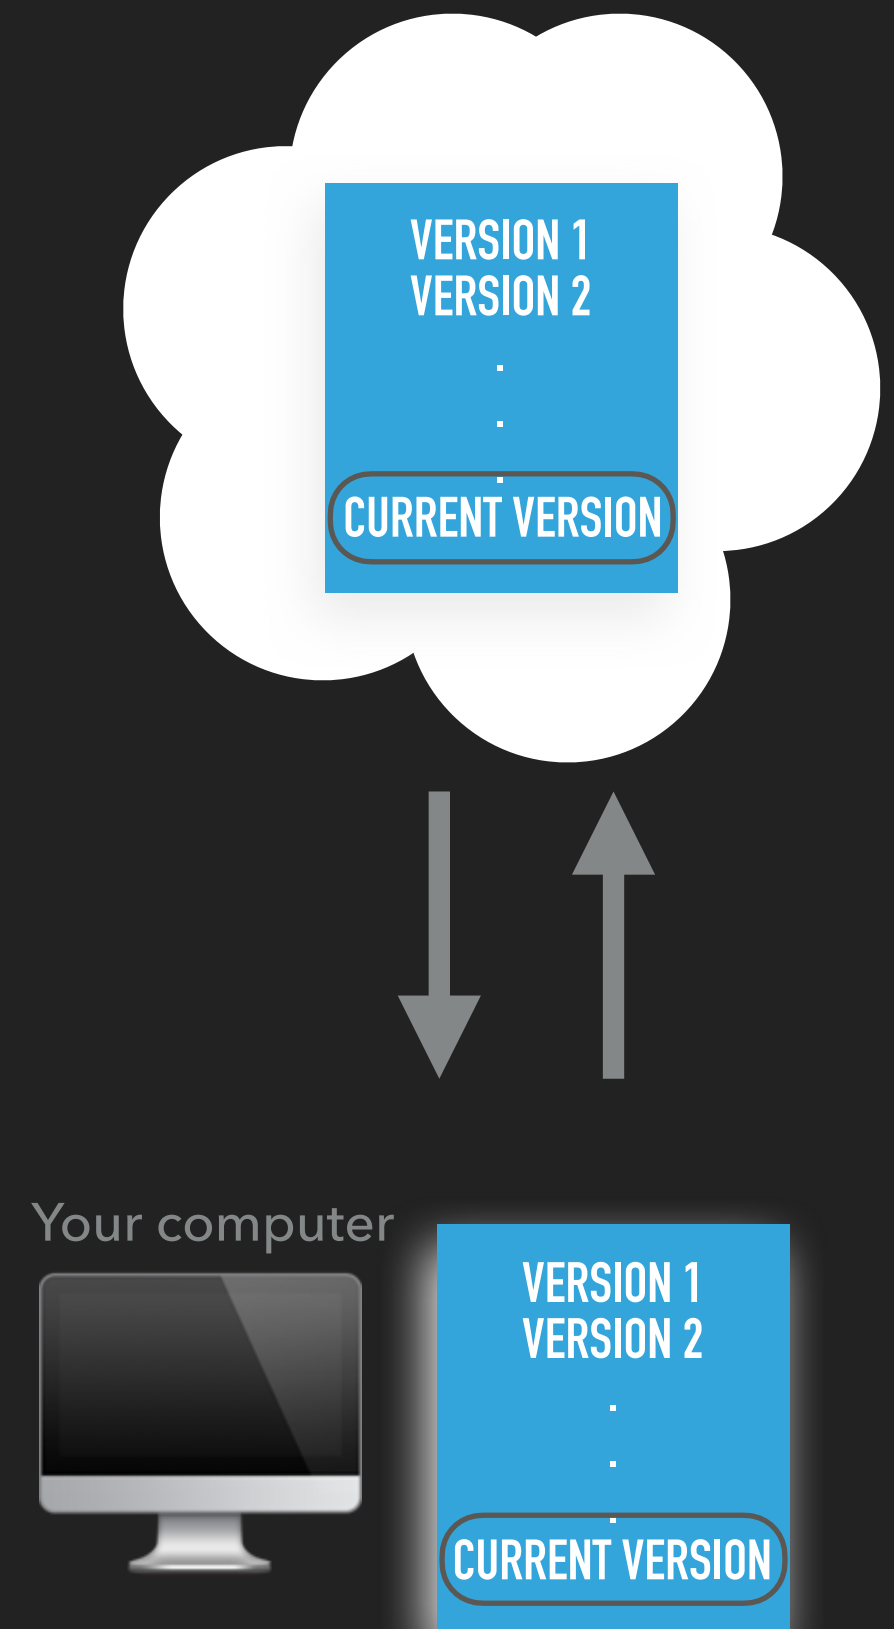 VERSION 1
VERSION 2
.
.
.
CURRENT VERSION
Your computer
VERSION 1
VERSION 2
.
.
.
CURRENT VERSION